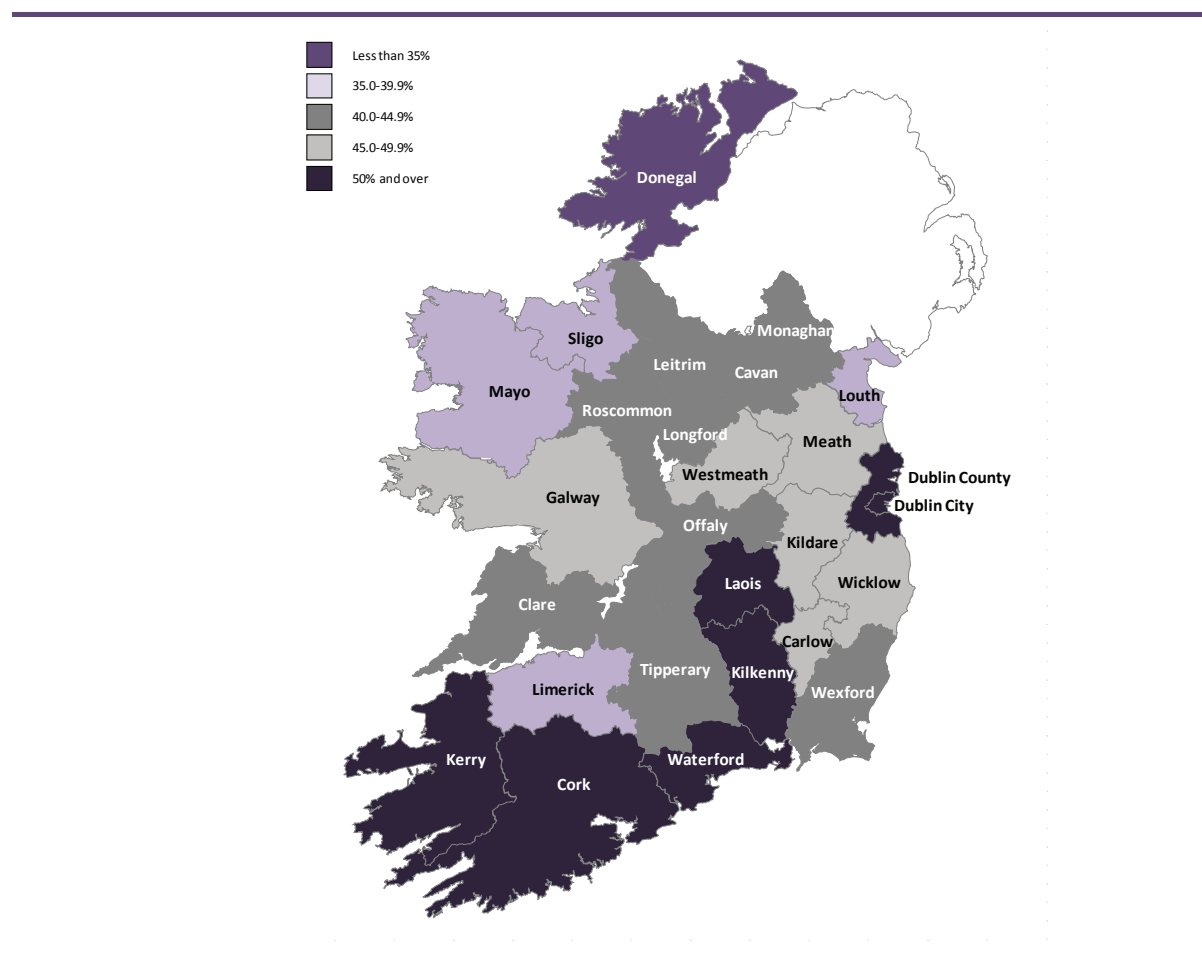 Less than 35%
35.0-39.9%
40.0-44.9%
45.0-49.9%
50% and over
Donegal
Monaghan
Sligo
Leitrim
Cavan
Mayo
Louth
Roscommon
Longford
Meath
Westmeath
Dublin County
Galway
Dublin City
Offaly
Kildare
Laois
Wicklow
Clare
Carlow
Tipperary
Kilkenny
Limerick
Wexford
Kerry
Waterford
Cork